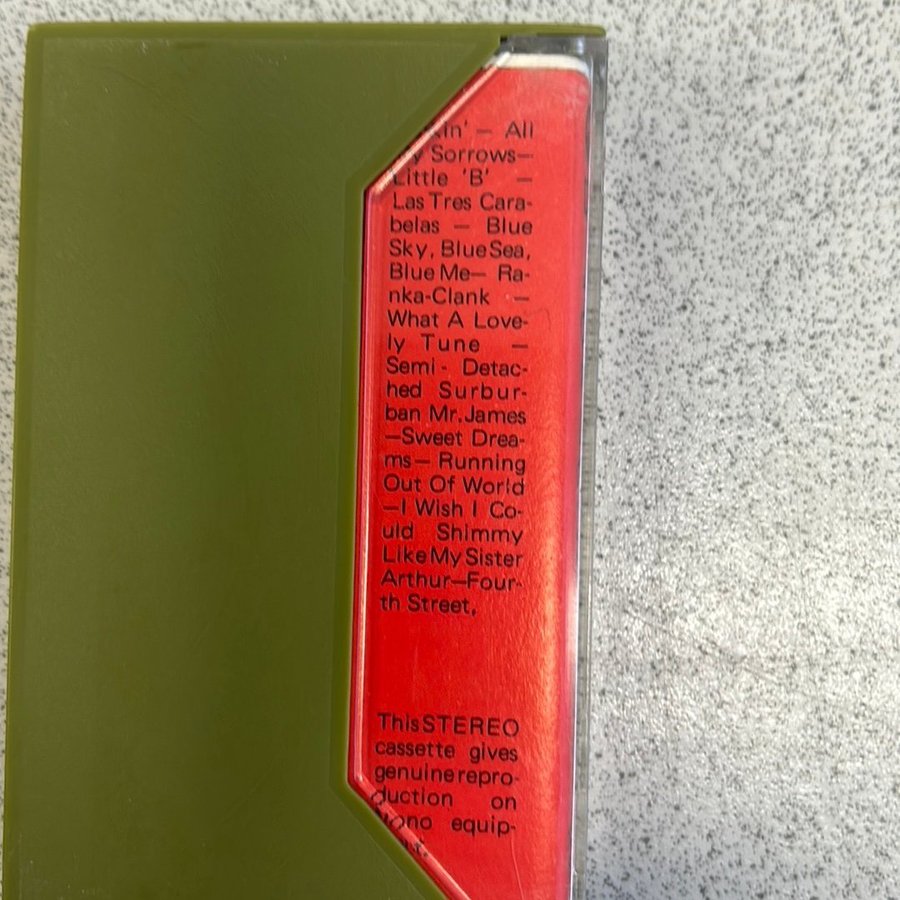 — All
Sorrows—
Little 'B' —
Las Tres Cara-
belas — Blue
Sky, Blue Sea,
Blue Me— Ra-
nka-Clank —
What A Love-
ly Tune —
Semi - Detac-
hed Surbur-
ban Mr. James
—Sweet Drea-
ms— Running
Out Of World
—I Wish I Co-
uld Shimmy
Like My Sister
Arthur—Four-
th Street,
This STEREO
cassette gives
genuine repro-
duction on
Mono equip-